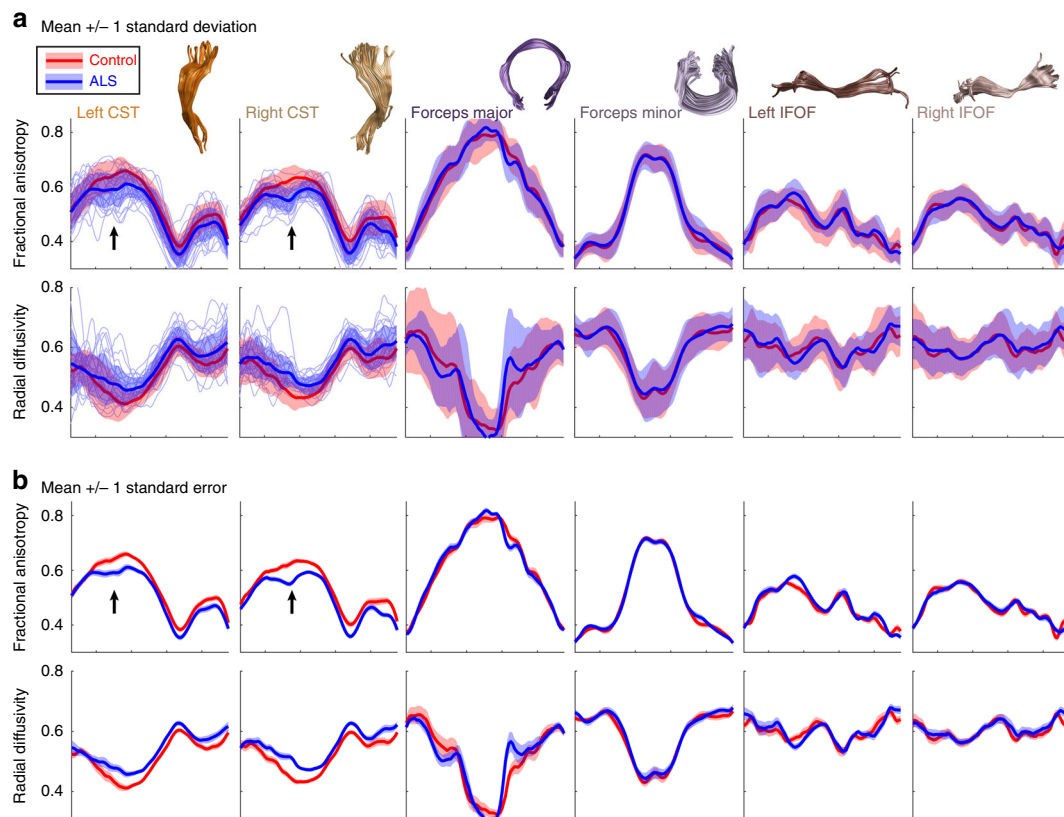 a Mean +/− 1 standard deviation
Control
ALS
Left CST Right CST Forceps major Forceps minor Left IFOF Right IFOF
Fractional anisotropy
0.8
0.6
0.4
Radial diffusivity
0.8
0.6
0.4
b Mean +/− 1 standard error
Fractional anisotropy
0.8
0.6
0.4
Radial diffusivity
0.8
0.6
0.4